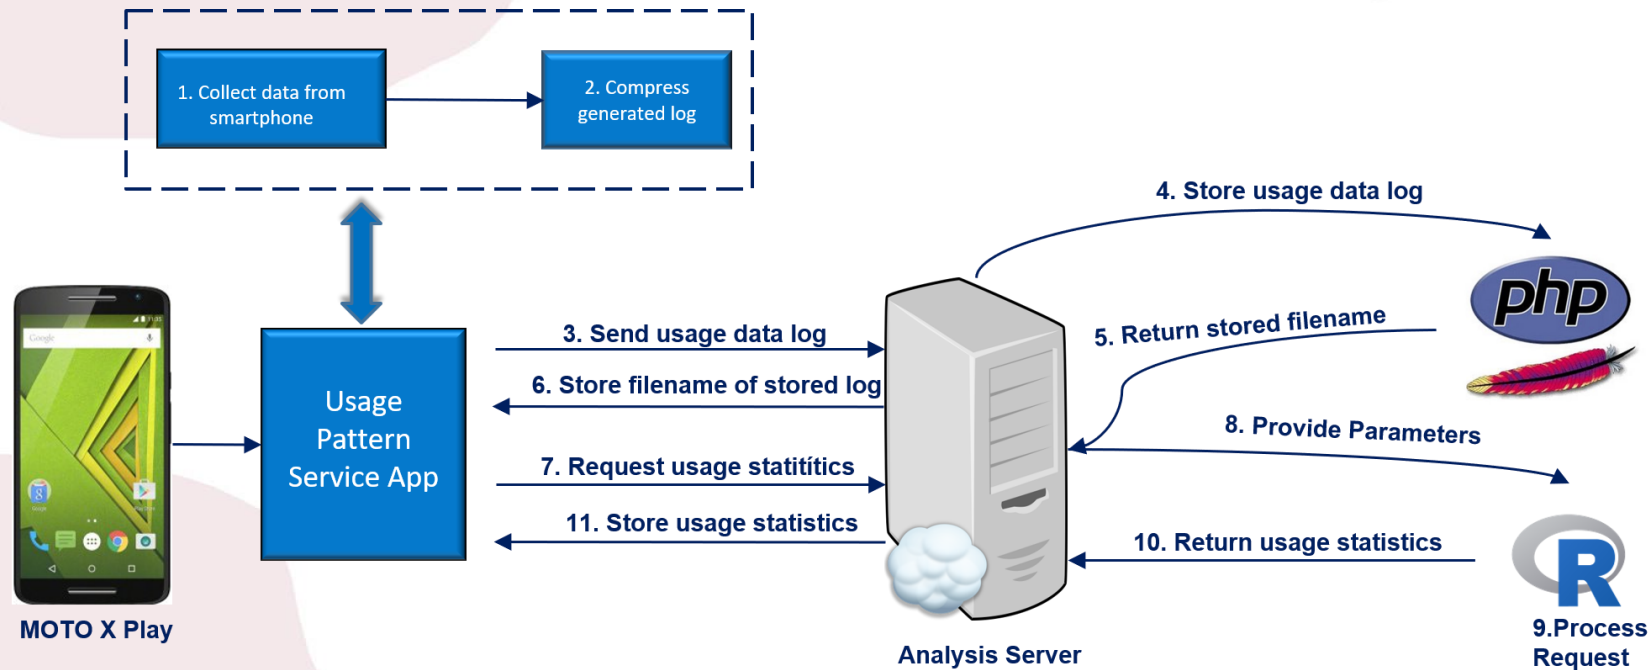 1. Collect data from
smartphone
2. Compress
generated log
4. Store usage data log
php
5. Return stored filename
3. Send usage data log
6. Store filename of stored log
8. Provide Parameters
7. Request usage statitítics
11. Store usage statistics
10. Return usage statistics
Usage
Pattern
Service App
Google
Google
R
9.Process
Request
MOTO X Play
Analysis Server